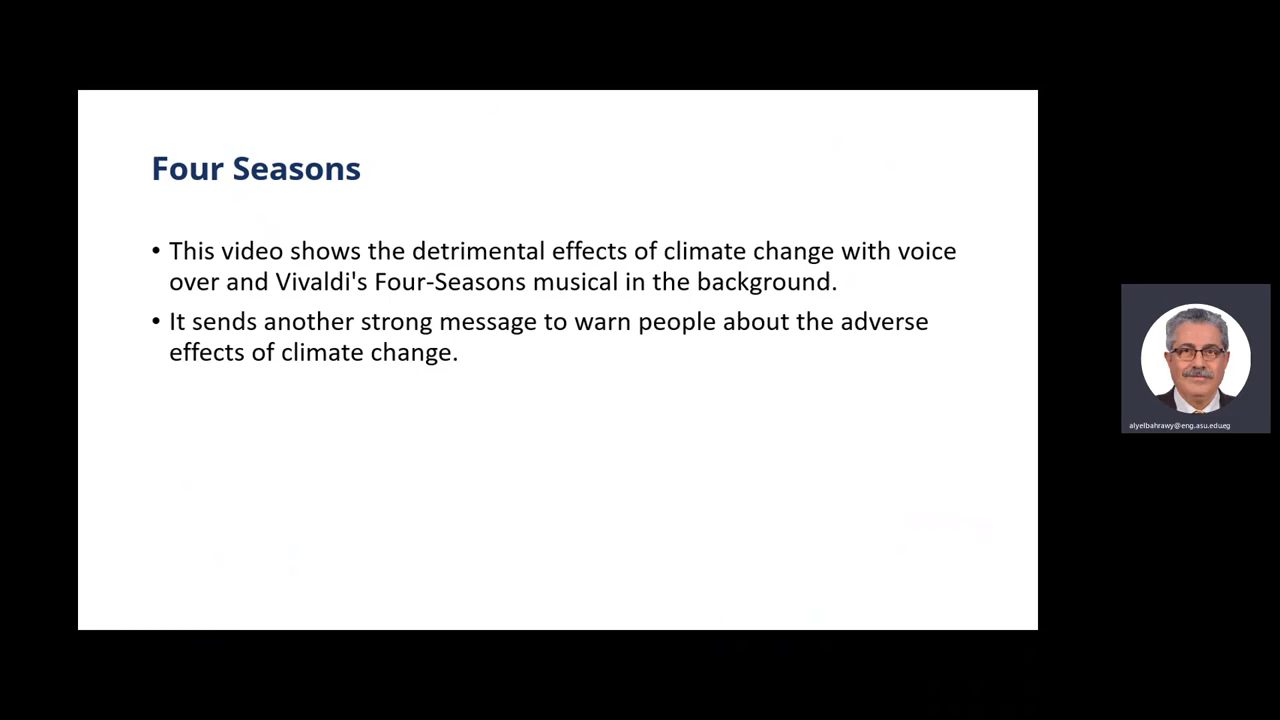 Four Seasons
• This video shows the detrimental effects of climate change with voice
over and Vivaldi's Four-Seasons musical in the background.
• It sends another strong message to warn people about the adverse
effects of climate change.
alyelbahrawy@eng.asu.edu.eg